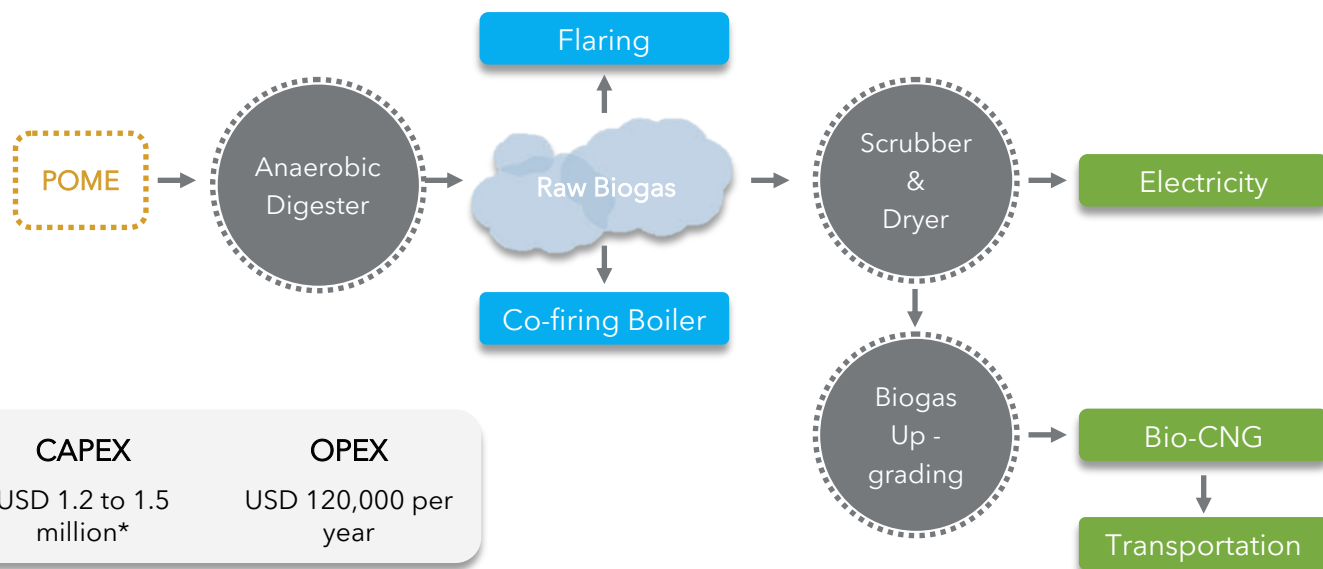 Flaring
POME
Anaerobic
Digester
Raw Biogas
Scrubber
&
Dryer
Electricity
Co-firing Boiler
Biogas
Up -
grading
Bio-CNG
Transportation
CAPEX
USD 1.2 to 1.5
million*
OPEX
USD 120,000 per
year